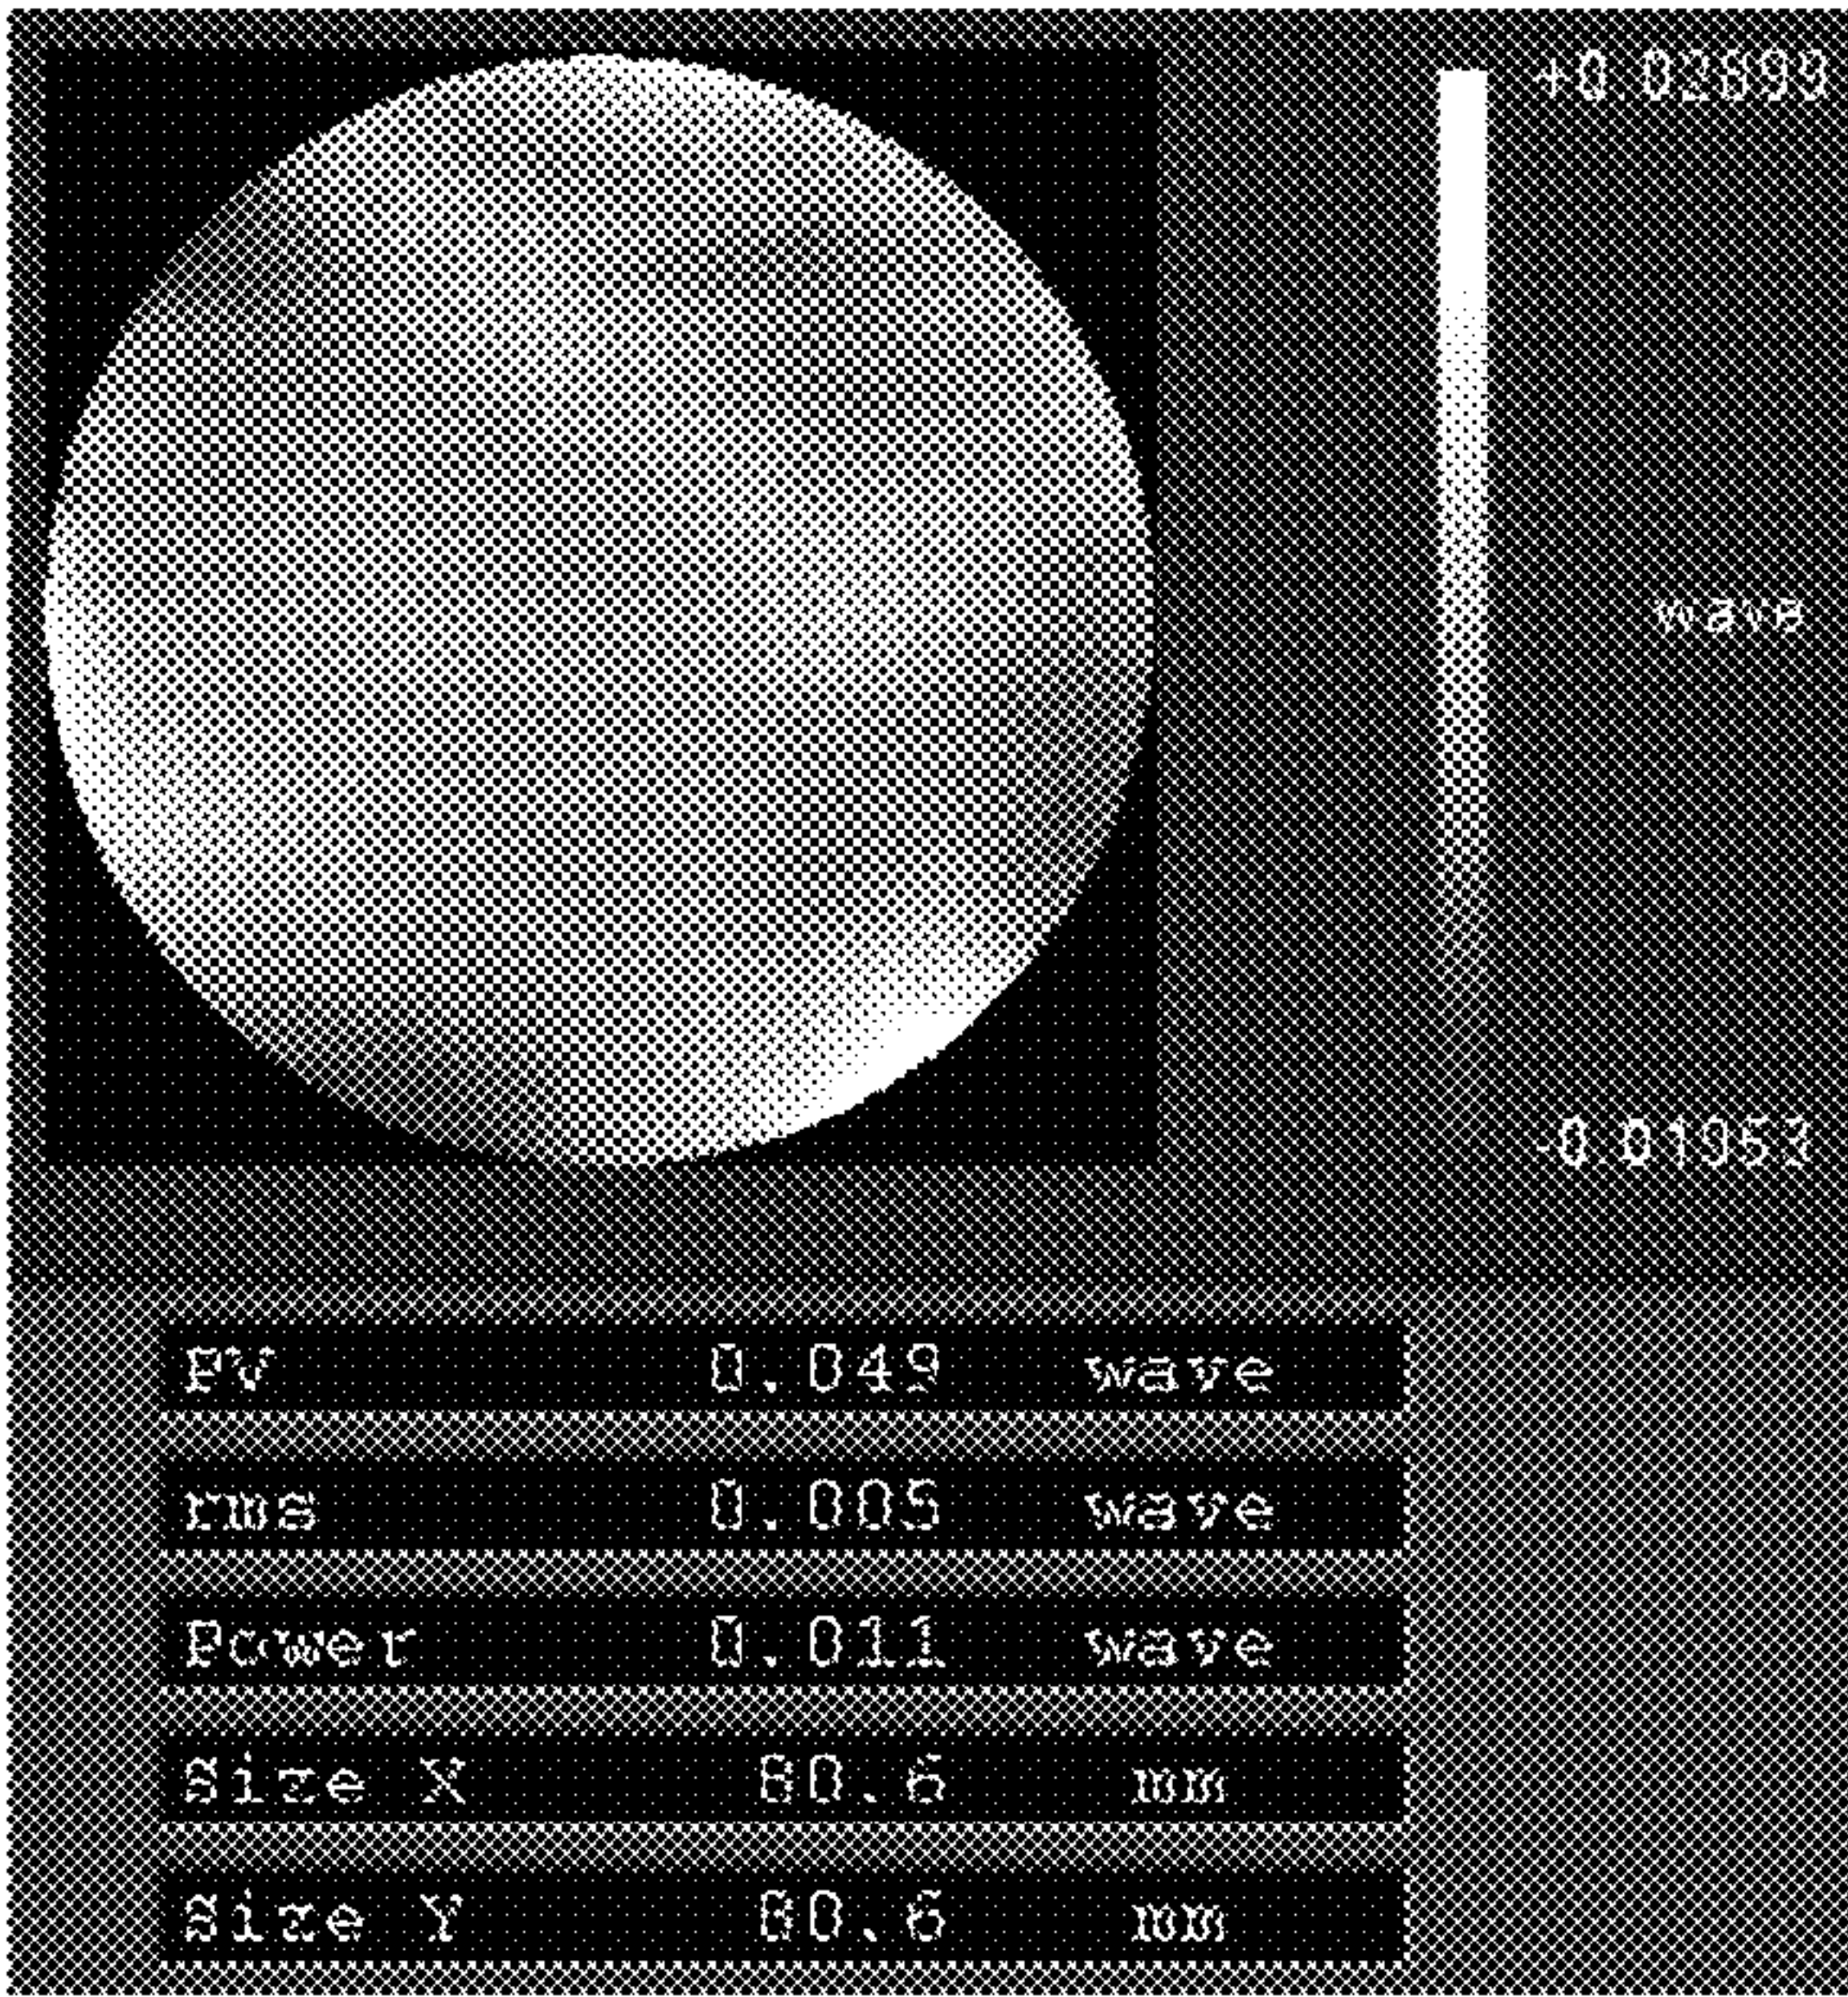 +0.02899
wave
-0.01953
PV 0.049 wave
rms 0.005 wave
Power 0.011 wave
Size X 80.6 mm
Size Y 80.6 mm